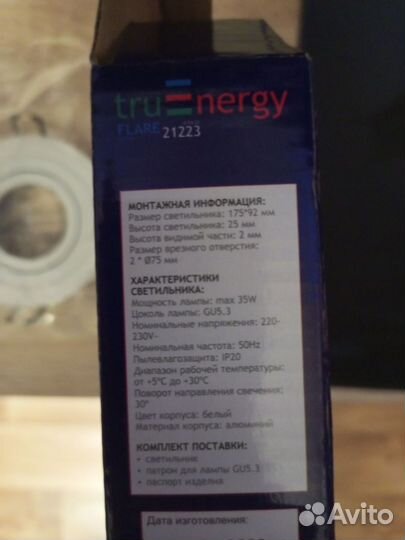 truEnergy
FLARE 21223
МОНТАЖНАЯ ИНФОРМАЦИЯ:
Размер светильника: 175*92 мм
Высота светильника: 25 мм
Высота видимой части: 2 мм
Размер врезного отверстия:
2 * Ø75 мм
ХАРАКТЕРИСТИКИ
СВЕТИЛЬНИКА:
Мощность лампы: max 35W
Цоколь лампы: GU5.3
Номинальные напряжения: 220-
230V~
Номинальная частота: 50Hz
Пылевлагозащита: IP20
Диапазон рабочей температуры:
от +5°C до +30°C
Поворот направления свечения:
30°
Цвет корпуса: белый
Материал корпуса: алюминий
КОМПЛЕКТ ПОСТАВКИ:
• светильник
• патрон для лампы GU5.3
• паспорт изделия
Дата изготовления:
Avito